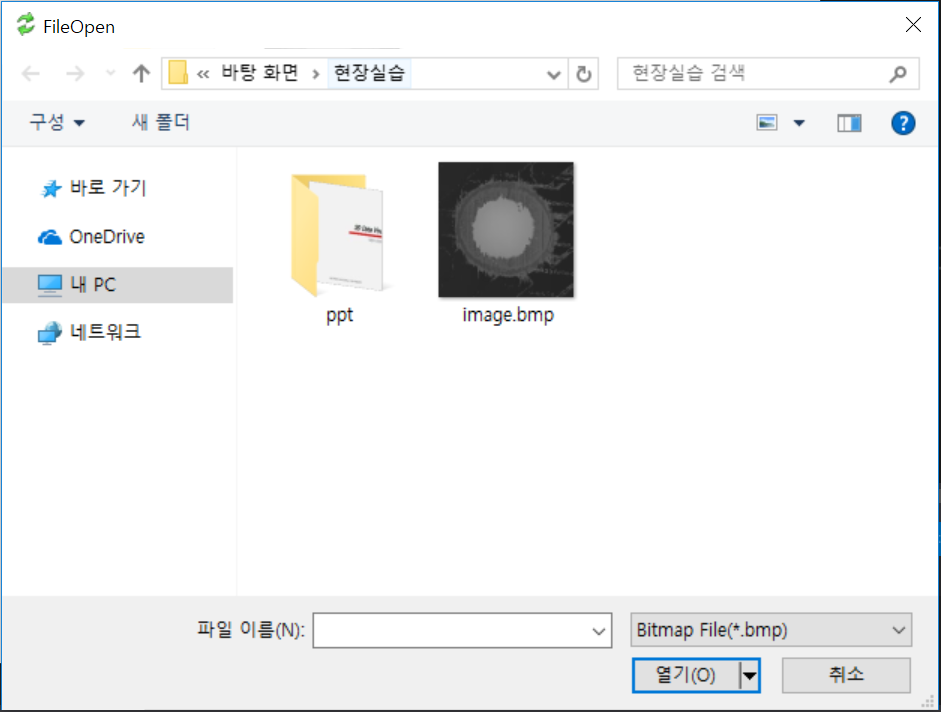 FileOpen
« 바탕 화면 › 현장실습
현장실습 검색
구성
새 폴더
?
바로 가기
OneDrive
내 PC
네트워크
ppt
image.bmp
파일 이름(N):
Bitmap File(*.bmp)
열기(O)
취소